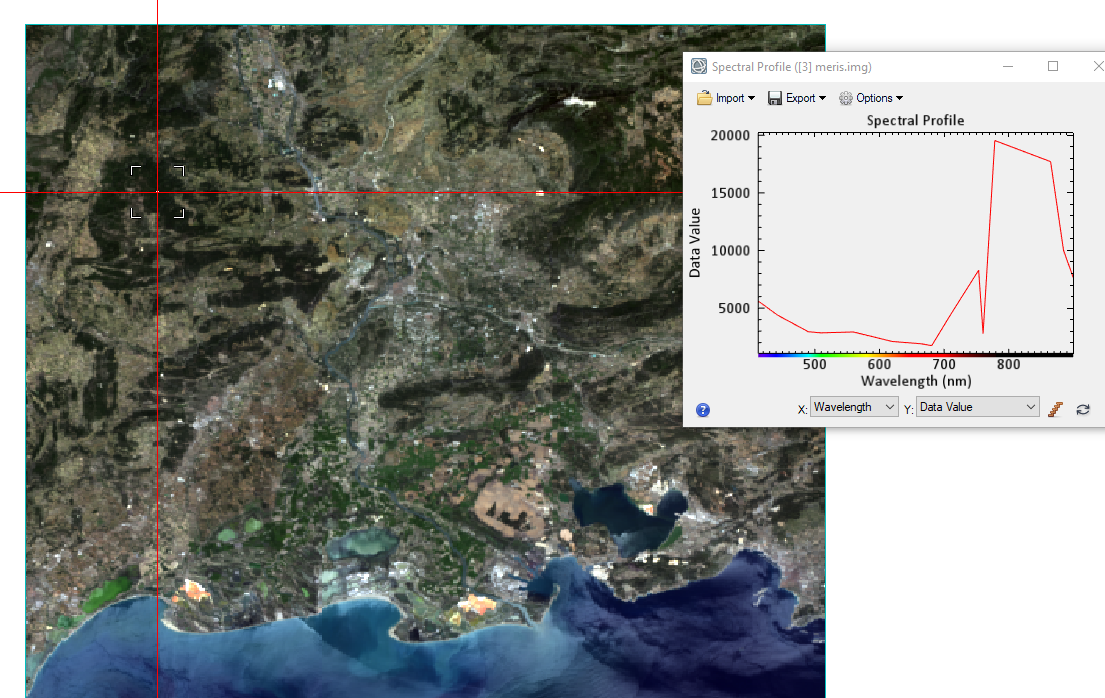 Spectral Profile ([3] meris.img)
Import Export Options
Spectral Profile
20000
15000
10000
5000
Data Value
500 600 700 800
Wavelength (nm)
? X: Wavelength Y: Data Value